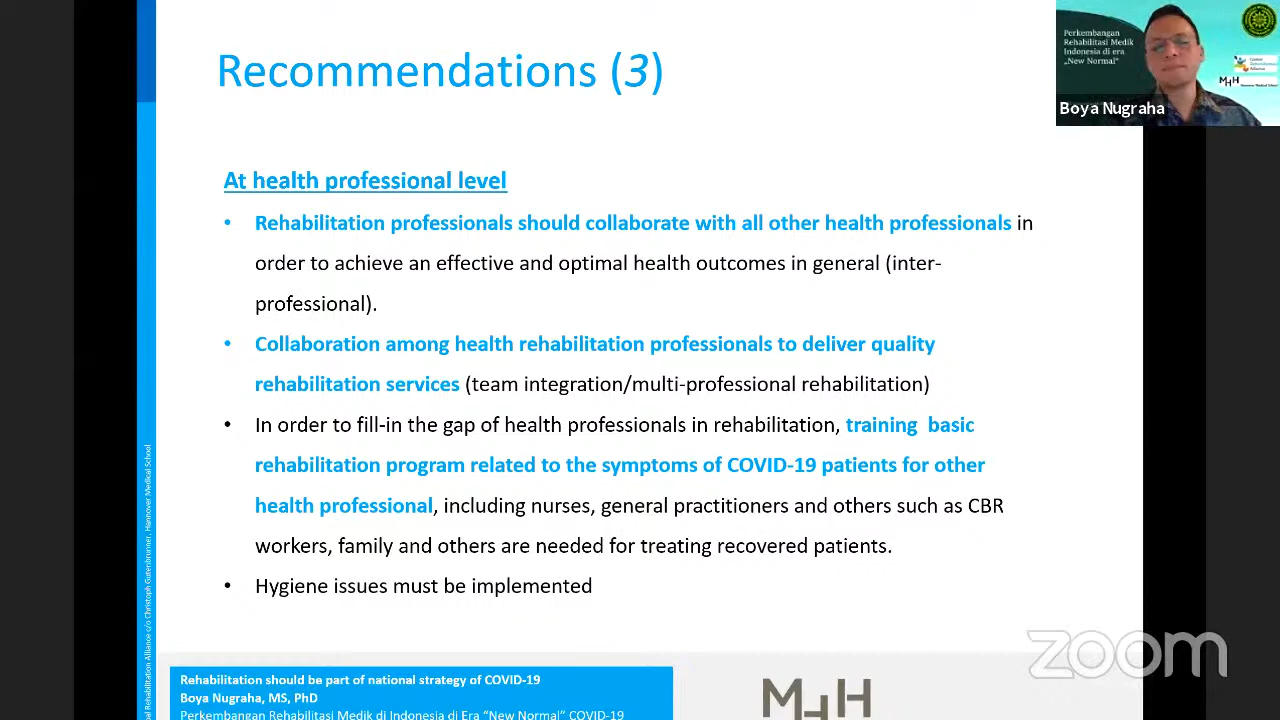 Recommendations (3)
At health professional level
• Rehabilitation professionals should collaborate with all other health professionals in
order to achieve an effective and optimal health outcomes in general (inter-
professional).
• Collaboration among health rehabilitation professionals to deliver quality
rehabilitation services (team integration/multi-professional rehabilitation)
• In order to fill-in the gap of health professionals in rehabilitation, training basic
rehabilitation program related to the symptoms of COVID-19 patients for other
health professional, including nurses, general practitioners and others such as CBR
workers, family and others are needed for treating recovered patients.
• Hygiene issues must be implemented
Rehabilitation should be part of national strategy of COVID-19
Boya Nugraha, MS, PhD
Perkembangan Rehabilitasi Medik di Indonesia di Era “New Normal” COVID-19
MHH
Rehabilitation Alliance c/o Christoph Gutenbrunner, Hannover Medical School
Perkembangan
Rehabilitasi Medik
Indonesia di era
„New Normal“
MHH
Boya Nugraha
zoom